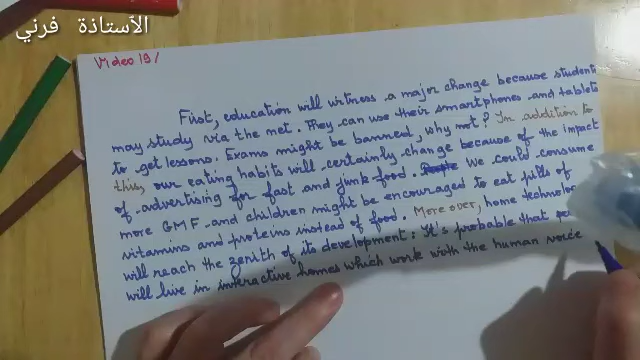 الآستاذة فرني
Video 19/
First, education will witness a major change because student
may study via the net. They can use their smartphones and tablets
to get lessons. Exams might be banned, why not? In addition to
this, our eating habits will certainly change because of the impact
of advertising for fast and junk food. We could consume
more GMF and children might be encouraged to eat pills of
vitamins and proteins instead of food. More over, home
will reach the zenith of its development: It's probable that
will live in interactive homes which work with the human voice